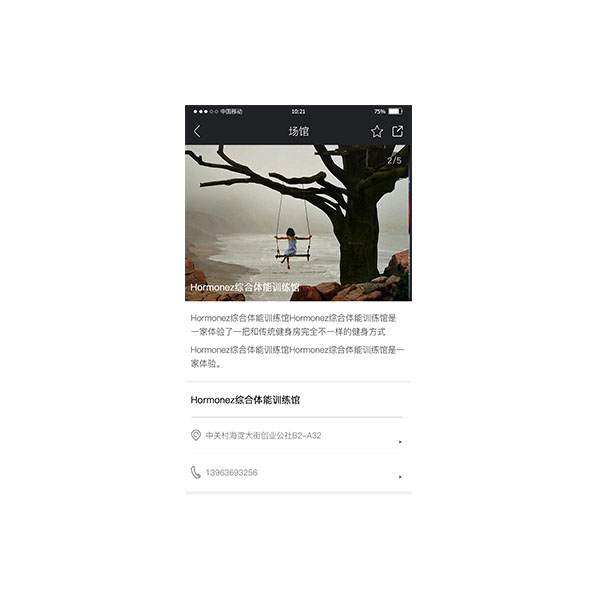 中国移动 10:21 75%
场馆
2/5
Hormonez综合体能训练馆
Hormonez综合体能训练馆Hormonez综合体能训练馆是
一家体验了一把和传统健身房完全不一样的健身方式
Hormonez综合体能训练馆Hormonez综合体能训练馆是一
家体验。
Hormonez综合体能训练馆
中关村海淀大街创业公社B2-A32
13963693256